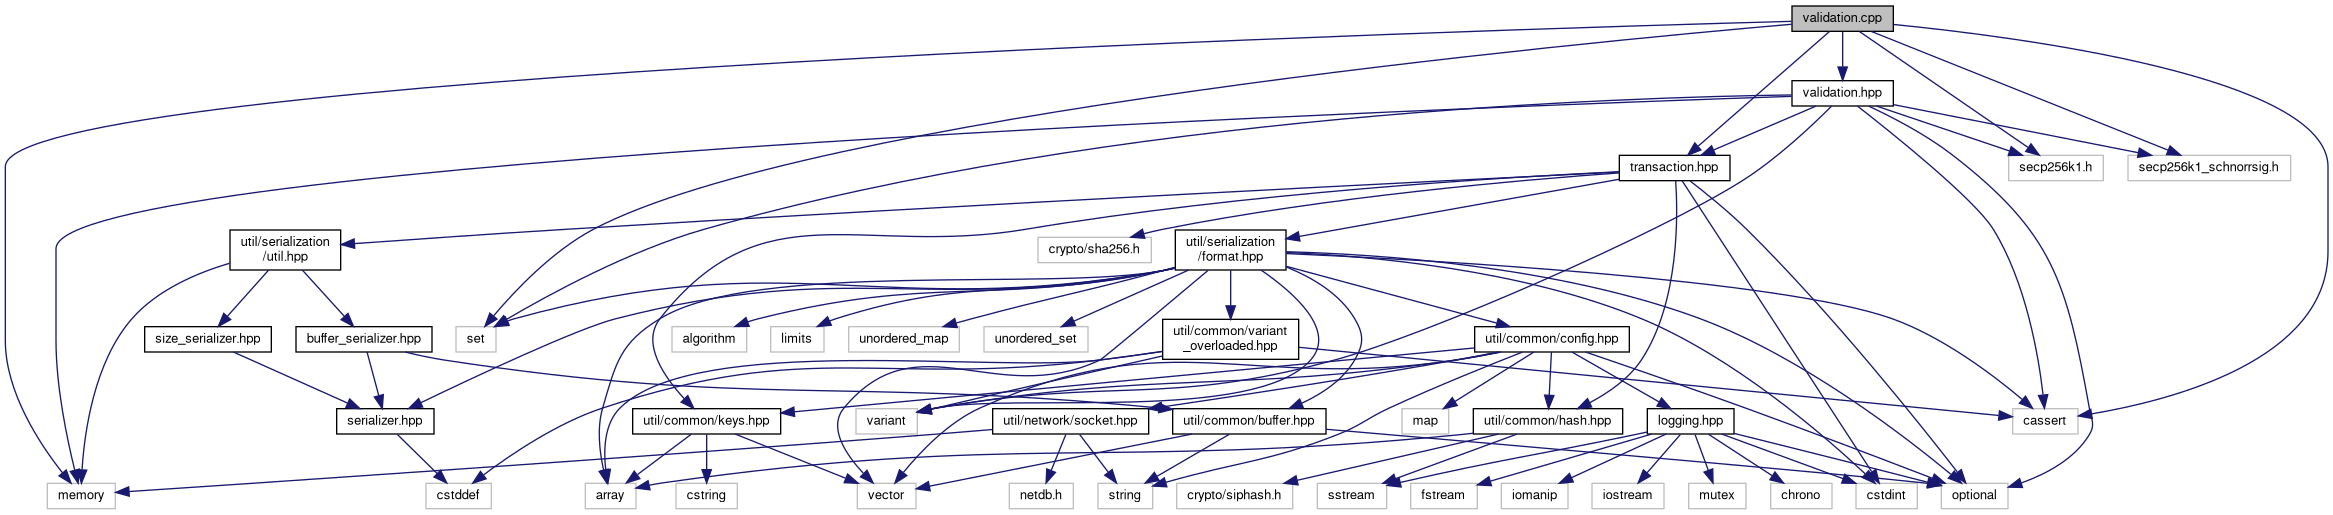 validation.cpp
validation.hpp
transaction.hpp
secp256k1.h
secp256k1_schnorrsig.h
util/serialization
/util.hpp
crypto/sha256.h
util/serialization
/format.hpp
size_serializer.hpp
buffer_serializer.hpp
set
algorithm
limits
unordered_map
unordered_set
util/common/variant
_overloaded.hpp
util/common/config.hpp
serializer.hpp
util/common/keys.hpp
variant
util/network/socket.hpp
util/common/buffer.hpp
map
util/common/hash.hpp
logging.hpp
cassert
memory
cstddef
array
cstring
vector
netdb.h
string
crypto/siphash.h
sstream
fstream
iomanip
iostream
mutex
chrono
cstdint
optional